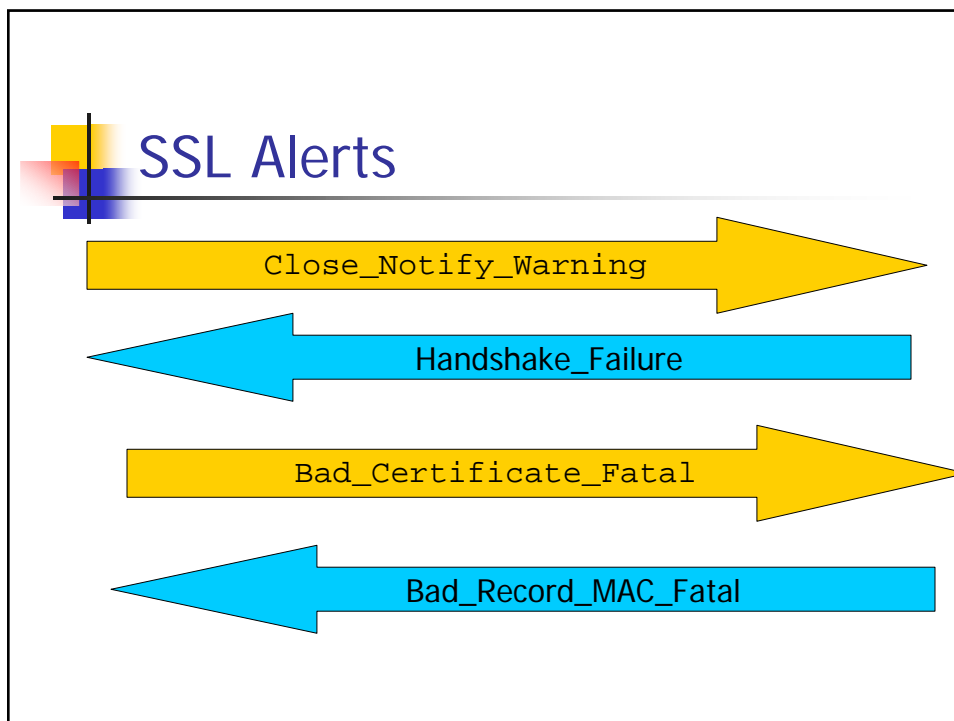 SSL Alerts
Close_Notify_Warning
Handshake_Failure
Bad_Certificate_Fatal
Bad_Record_MAC_Fatal